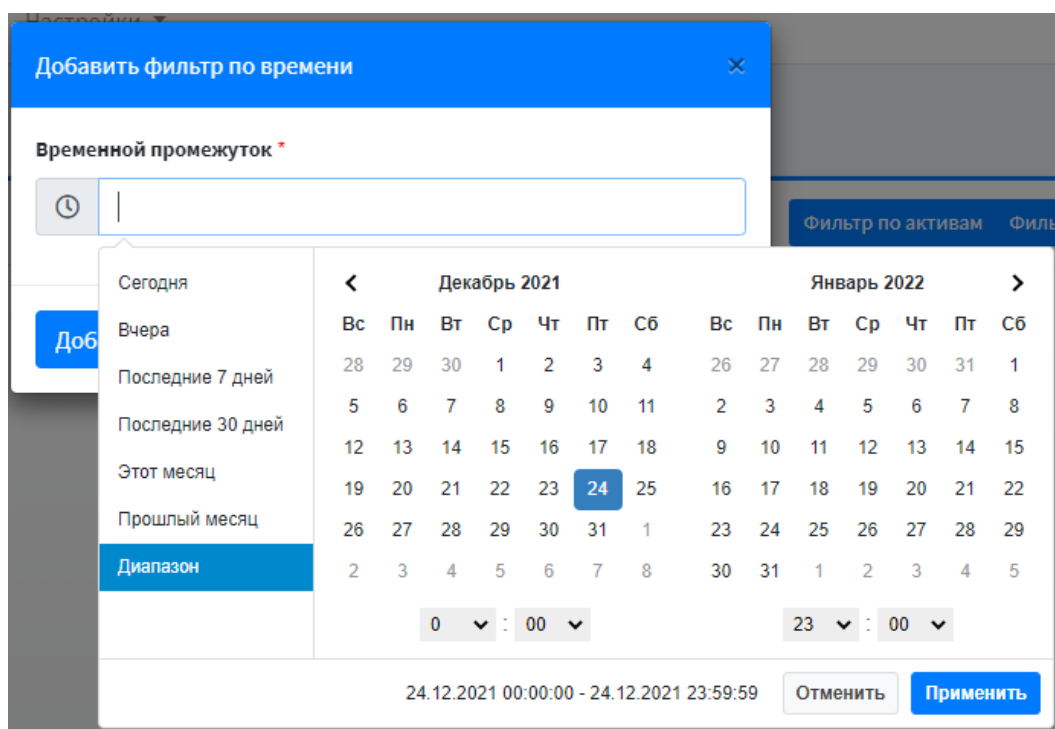 Настройки
Добавить фильтр по времени ×
Временной промежуток *
Фильтр по активам Филь
Доб
Сегодня
Вчера
Последние 7 дней
Последние 30 дней
Этот месяц
Прошлый месяц
Диапазон
Декабрь 2021
Вс Пн Вт Ср Чт Пт Сб
28 29 30 1 2 3 4
5 6 7 8 9 10 11
12 13 14 15 16 17 18
19 20 21 22 23 24 25
26 27 28 29 30 31 1
2 3 4 5 6 7 8
0 : 00
Январь 2022
Вс Пн Вт Ср Чт Пт Сб
26 27 28 29 30 31 1
2 3 4 5 6 7 8
9 10 11 12 13 14 15
16 17 18 19 20 21 22
23 24 25 26 27 28 29
30 31 1 2 3 4 5
23 : 00
24.12.2021 00:00:00 - 24.12.2021 23:59:59
Отменить
Применить